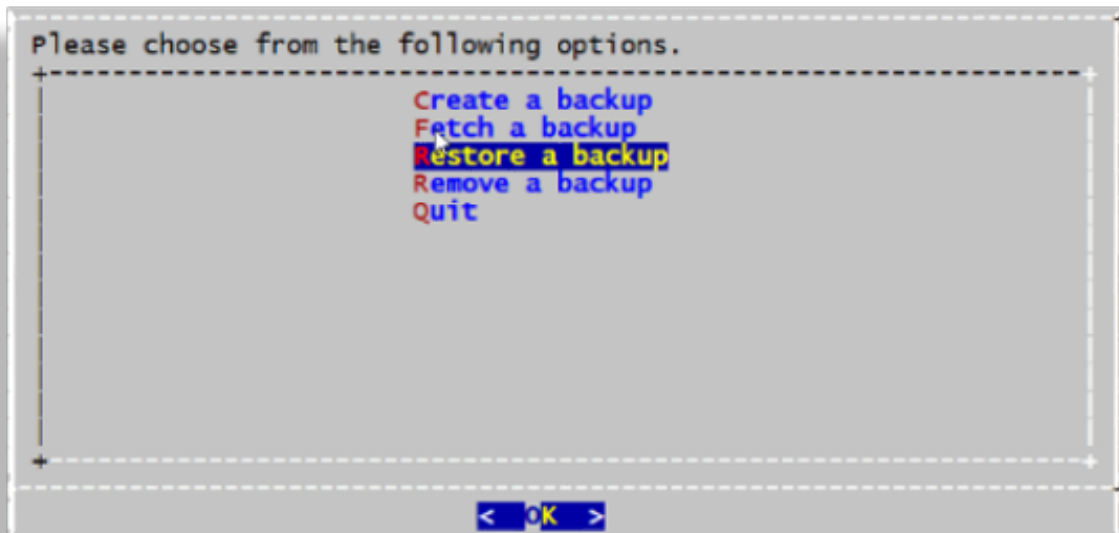 Please choose from the following options.
Create a backup
Fetch a backup
Restore a backup
Remove a backup
Quit
< OK >